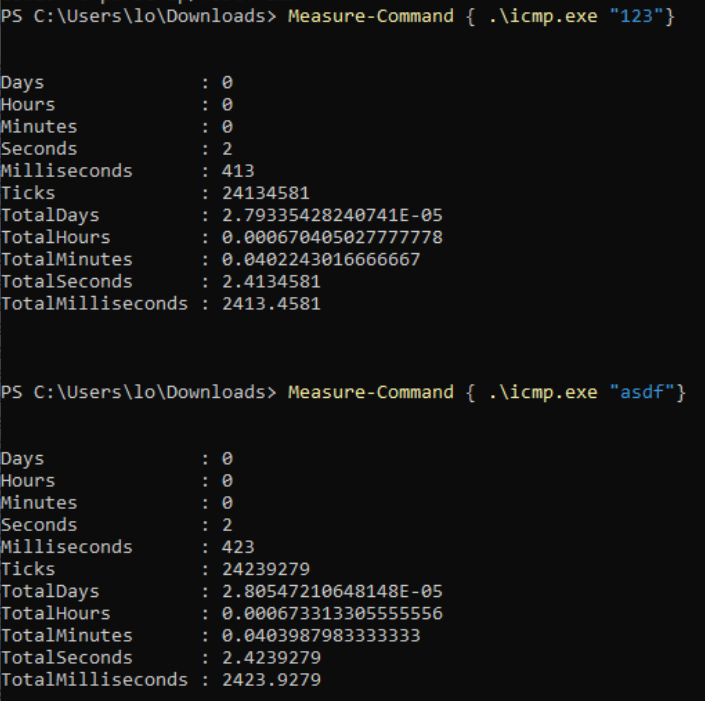 PS C:\Users\lo\Downloads> Measure-Command { .\icmp.exe "123"}
Days : 0
Hours : 0
Minutes : 0
Seconds : 2
Milliseconds : 413
Ticks : 24134581
TotalDays : 2.79335428240741E-05
TotalHours : 0.000670405027777778
TotalMinutes : 0.0402243016666667
TotalSeconds : 2.4134581
TotalMilliseconds : 2413.4581
PS C:\Users\lo\Downloads> Measure-Command { .\icmp.exe "asdf"}
Days : 0
Hours : 0
Minutes : 0
Seconds : 2
Milliseconds : 423
Ticks : 24239279
TotalDays : 2.80547210648148E-05
TotalHours : 0.000673313305555556
TotalMinutes : 0.0403987983333333
TotalSeconds : 2.4239279
TotalMilliseconds : 2423.9279